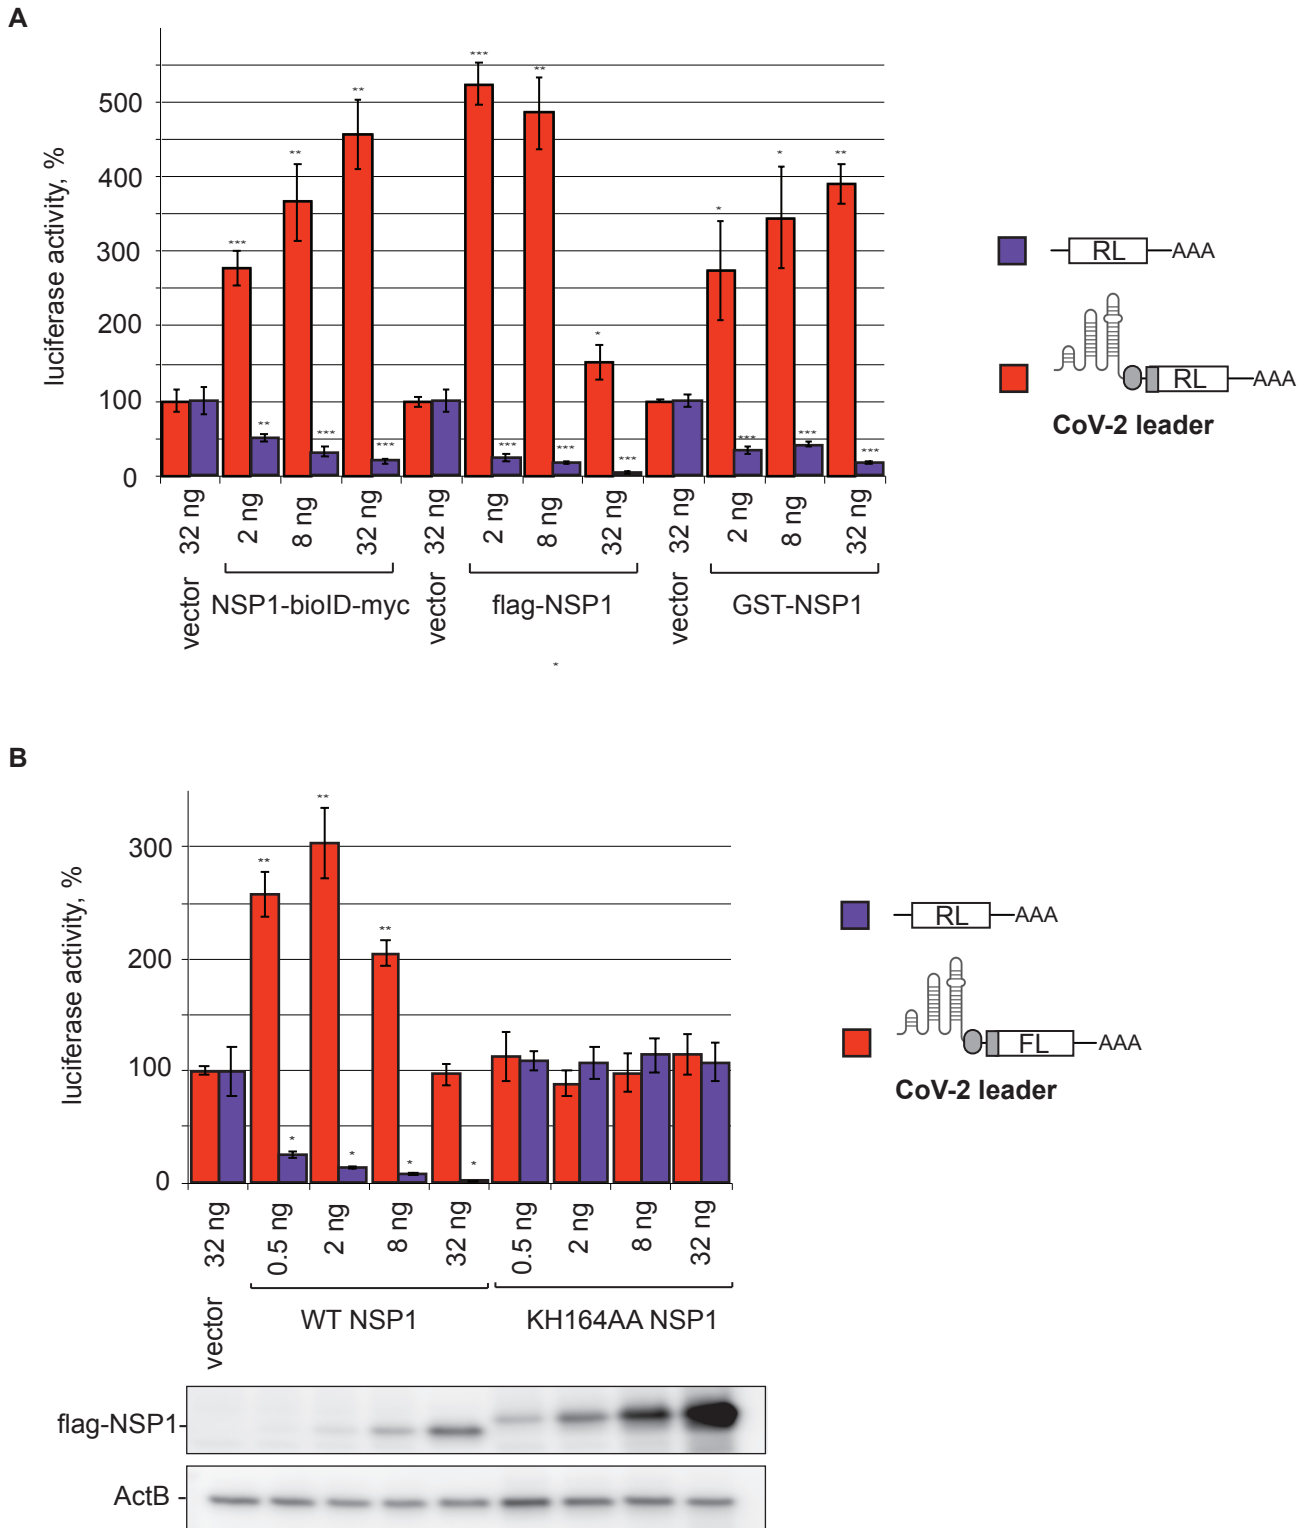 A
luciferase activity, %
500
400
300
200
100
0
*** ** ** *** ** * * * **
** *** *** *** *** *** *** *** ***
32 ng 2 ng 8 ng 32 ng 32 ng 2 ng 8 ng 32 ng 32 ng 2 ng 8 ng 32 ng
vector NSP1-bioID-myc vector flag-NSP1 vector GST-NSP1
*
RL AAA
RL AAA
CoV-2 leader
B
luciferase activity, %
300
200
100
0
** ** **
* * * *
32 ng 0.5 ng 2 ng 8 ng 32 ng 0.5 ng 2 ng 8 ng 32 ng
vector WT NSP1 KH164AA NSP1
RL AAA
FL AAA
CoV-2 leader
flag-NSP1
ActB